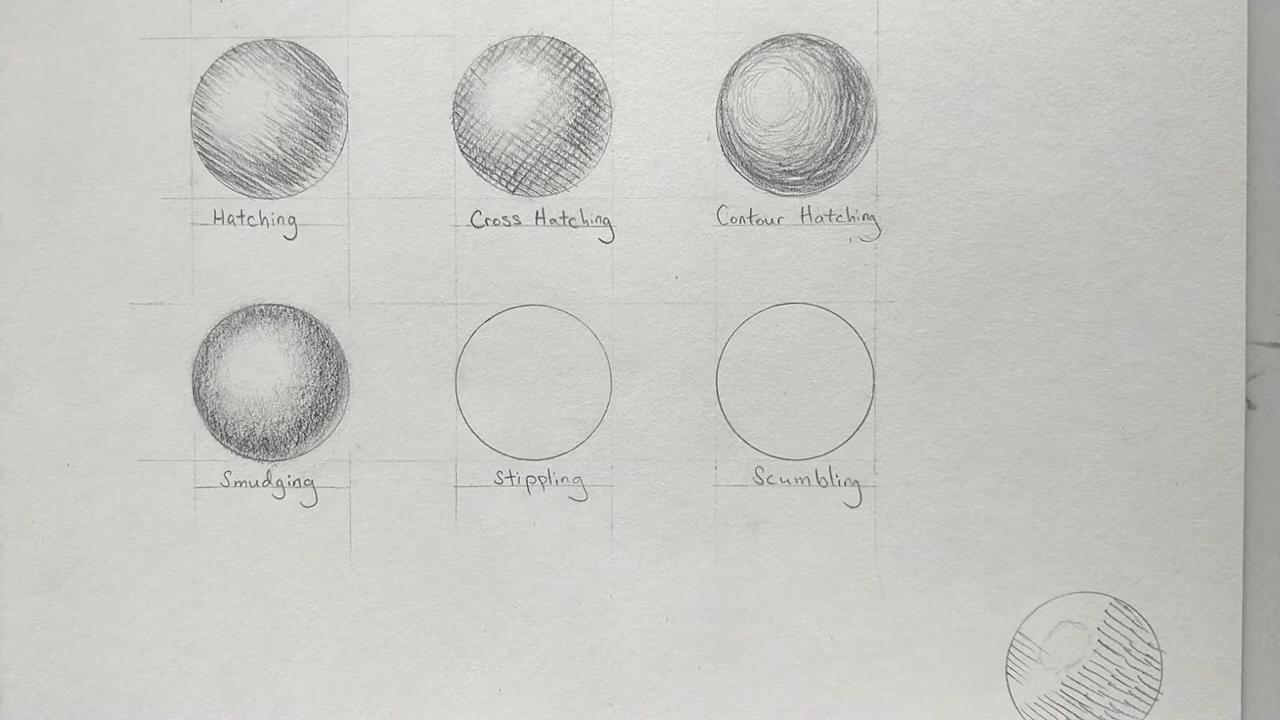 Hatching
Cross Hatching
Contour Hatching
Smudging
Stippling
Scumbling